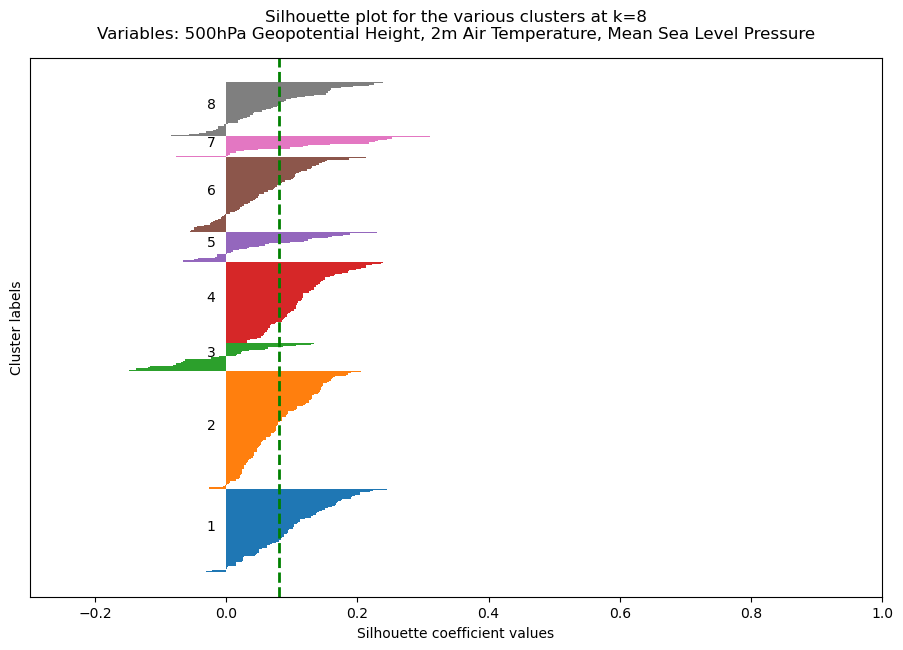 Silhouette plot for the various clusters at k=8
Variables: 500hPa Geopotential Height, 2m Air Temperature, Mean Sea Level Pressure
Cluster labels
8
7
6
5
4
3
2
1
−0.2 0.0 0.2 0.4 0.6 0.8 1.0
Silhouette coefficient values